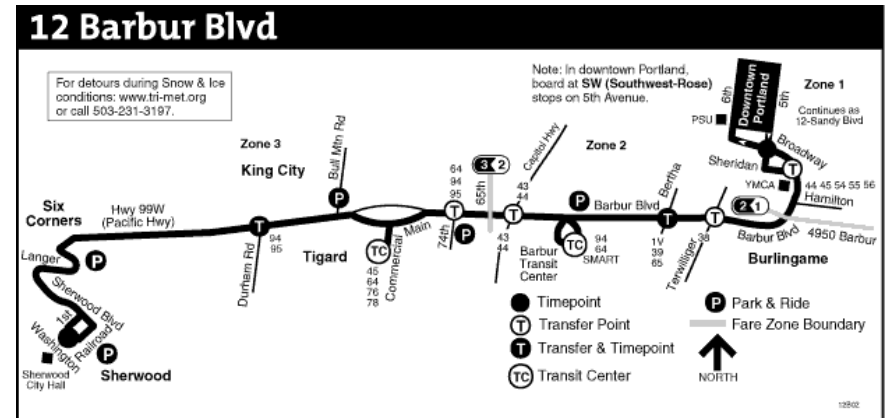 12 Barbur Blvd
For detours during Snow & Ice
conditions: www.tri-met.org
or call 503-231-3197.
Note: In downtown Portland,
board at SW (Southwest-Rose)
stops on 5th Avenue.
6th
Downtown
Portland
5th
Zone 1
Continues as
12-Sandy Blvd
PSU
Broadway
Sheridan
T
YMCA
44 45 54 55 56
Hamilton
2 1
4950 Barbur
Barbur Blvd
Burlingame
Zone 3
King City
Bull Mtn Rd
P
64
94
95
65th
3 2
Capitol Hwy
43
44
Zone 2
P
Barbur Blvd
Bertha
T
1V
39
65
T
38
Terwilliger
Six
Corners
Hwy 99W
(Pacific Hwy)
T
94
95
Durham Rd
Tigard
TC
45
64
76
78
Commercial
Main
T
74th
P
T
43
44
Barbur
Transit
Center
TC
94
64
SMART
Langer
P
Sherwood Blvd
1st
Railroad
Washington
P
Sherwood
City Hall
Sherwood
Timepoint
T Transfer Point
T Transfer & Timepoint
TC Transit Center
P Park & Ride
Fare Zone Boundary
NORTH
12B02